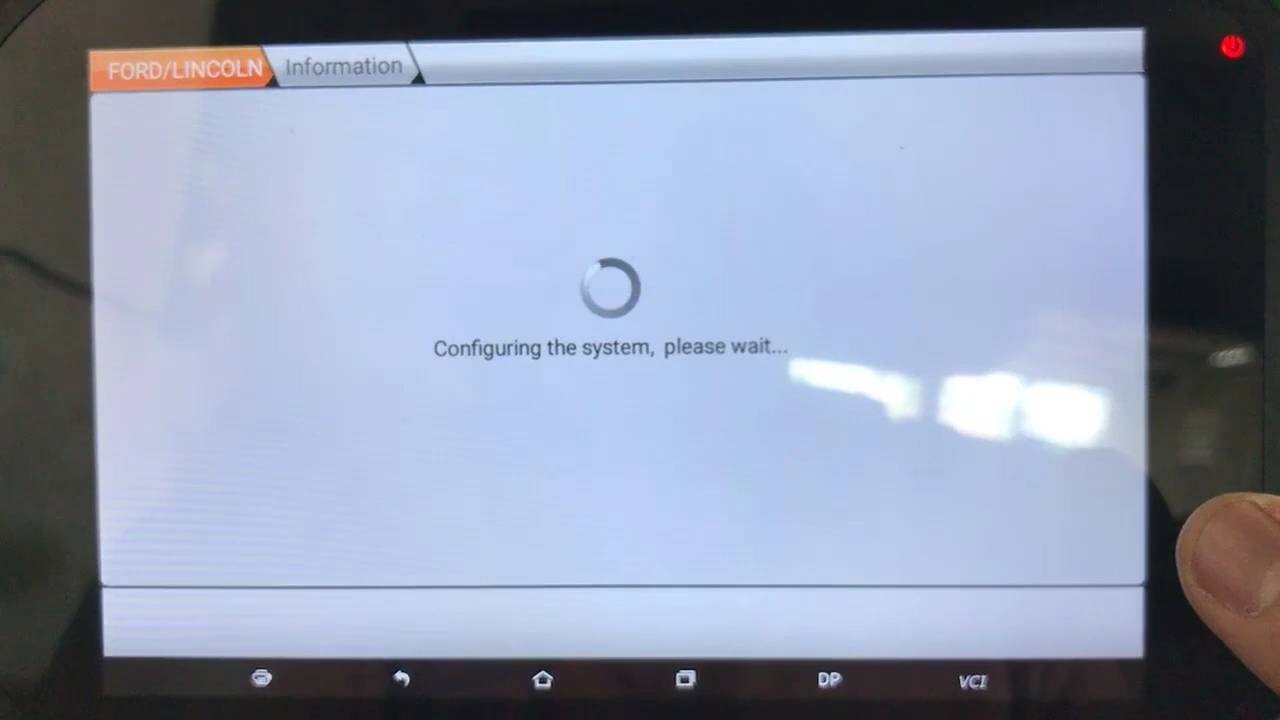 FORD/LINCOLN Information
Configuring the system, please wait...
DP VCI